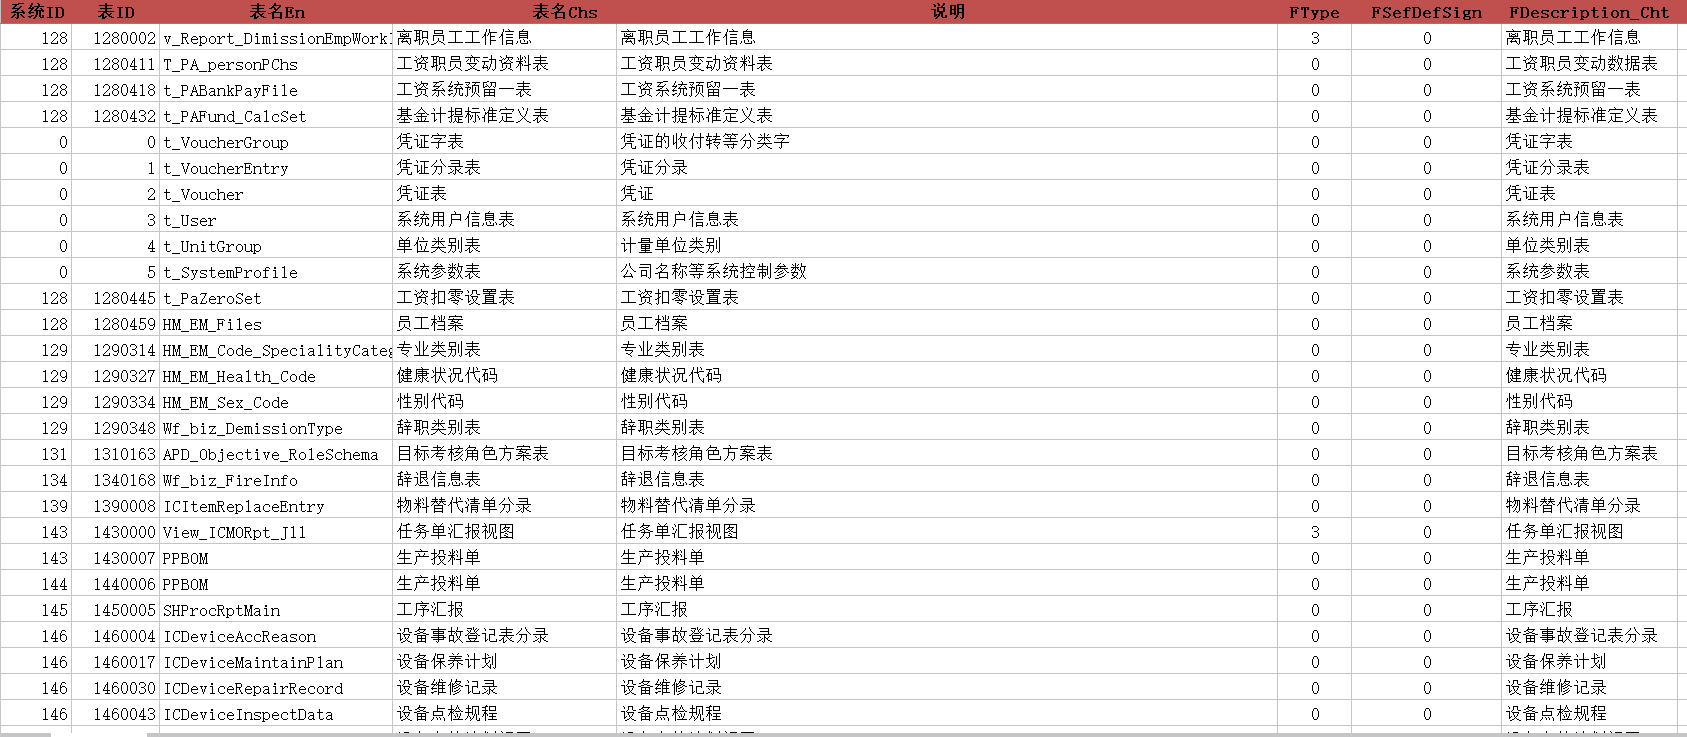 系统ID 表ID 表名En 表名Chs 说明 FType FSefDefSign FDescription_Cht
128 1280002 v_Report_DimissionEmpWork 离职员工工作信息 离职员工工作信息 3 0 离职员工工作信息
128 1280411 T_PA_personPChs 工资职员变动资料表 工资职员变动资料表 0 0 工资职员变动数据表
128 1280418 t_PABankPayFile 工资系统预留一表 工资系统预留一表 0 0 工资系统预留一表
128 1280432 t_PAFund_CalcSet 基金计提标准定义表 基金计提标准定义表 0 0 基金计提标准定义表
0 0 t_VoucherGroup 凭证字表 凭证的收付转等分类字 0 0 凭证字表
0 1 t_VoucherEntry 凭证分录表 凭证分录 0 0 凭证分录表
0 2 t_Voucher 凭证表 凭证 0 0 凭证表
0 3 t_User 系统用户信息表 系统用户信息表 0 0 系统用户信息表
0 4 t_UnitGroup 单位类别表 计量单位类别 0 0 单位类别表
0 5 t_SystemProfile 系统参数表 公司名称等系统控制参数 0 0 系统参数表
128 1280445 t_PaZeroSet 工资扣零设置表 工资扣零设置表 0 0 工资扣零设置表
128 1280459 HM_EM_Files 员工档案 员工档案 0 0 员工档案
129 1290314 HM_EM_Code_SpecialityCateg 专业类别表 专业类别表 0 0 专业类别表
129 1290327 HM_EM_Health_Code 健康状况代码 健康状况代码 0 0 健康状况代码
129 1290334 HM_EM_Sex_Code 性别代码 性别代码 0 0 性别代码
129 1290348 Wf_biz_DemissionType 辞职类别表 辞职类别表 0 0 辞职类别表
131 1310163 APD_Objective_RoleSchema 目标考核角色方案表 目标考核角色方案表 0 0 目标考核角色方案表
134 1340168 Wf_biz_FireInfo 辞退信息表 辞退信息表 0 0 辞退信息表
139 1390008 ICItemReplaceEntry 物料替代清单分录 物料替代清单分录 0 0 物料替代清单分录
143 1430000 View_ICMORpt_J11 任务单汇报视图 任务单汇报视图 3 0 任务单汇报视图
143 1430007 PPBOM 生产投料单 生产投料单 0 0 生产投料单
144 1440006 PPBOM 生产投料单 生产投料单 0 0 生产投料单
145 1450005 SHProcRptMain 工序汇报 工序汇报 0 0 工序汇报
146 1460004 ICDeviceAccReason 设备事故登记表分录 设备事故登记表分录 0 0 设备事故登记表分录
146 1460017 ICDeviceMaintainPlan 设备保养计划 设备保养计划 0 0 设备保养计划
146 1460030 ICDeviceRepairRecord 设备维修记录 设备维修记录 0 0 设备维修记录
146 1460043 ICDeviceInspectData 设备点检规程 设备点检规程 0 0 设备点检规程